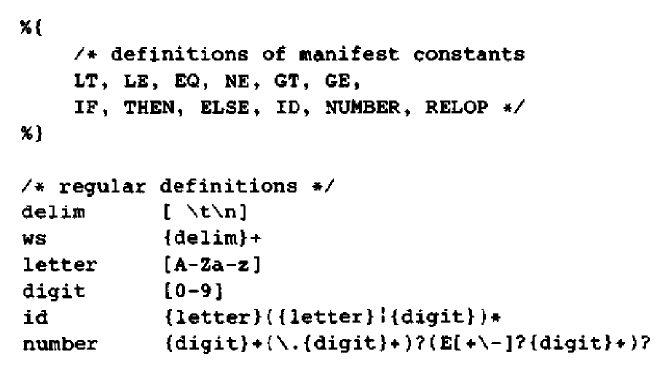 %{
    /* definitions of manifest constants
    LT, LE, EQ, NE, GT, GE,
    IF, THEN, ELSE, ID, NUMBER, RELOP */
%}

/* regular definitions */
delim     [ \t\n]
ws        {delim}+
letter    [A-Za-z]
digit     [0-9]
id        {letter}({letter}|{digit})*
number    {digit}+(\.{digit}+)?(E[+\-]?{digit}+)?